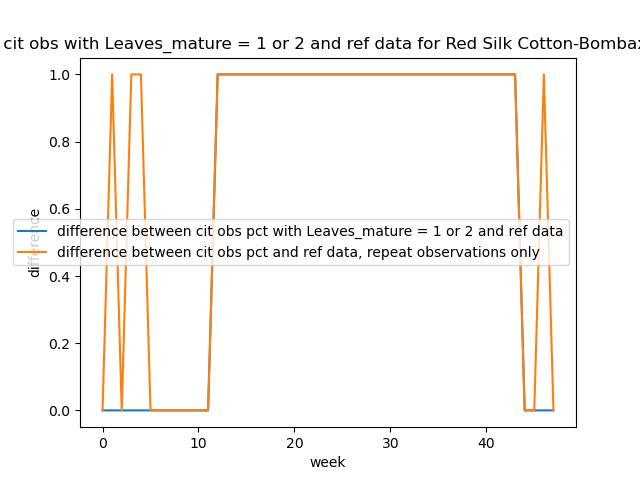 cit obs with Leaves_mature = 1 or 2 and ref data for Red Silk Cotton-Bombax
1.0
0.8
0.6
difference
difference between cit obs pct with Leaves_mature = 1 or 2 and ref data
difference between cit obs pct and ref data, repeat observations only
0.4
0.2
0.0
0 10 20 30 40
week